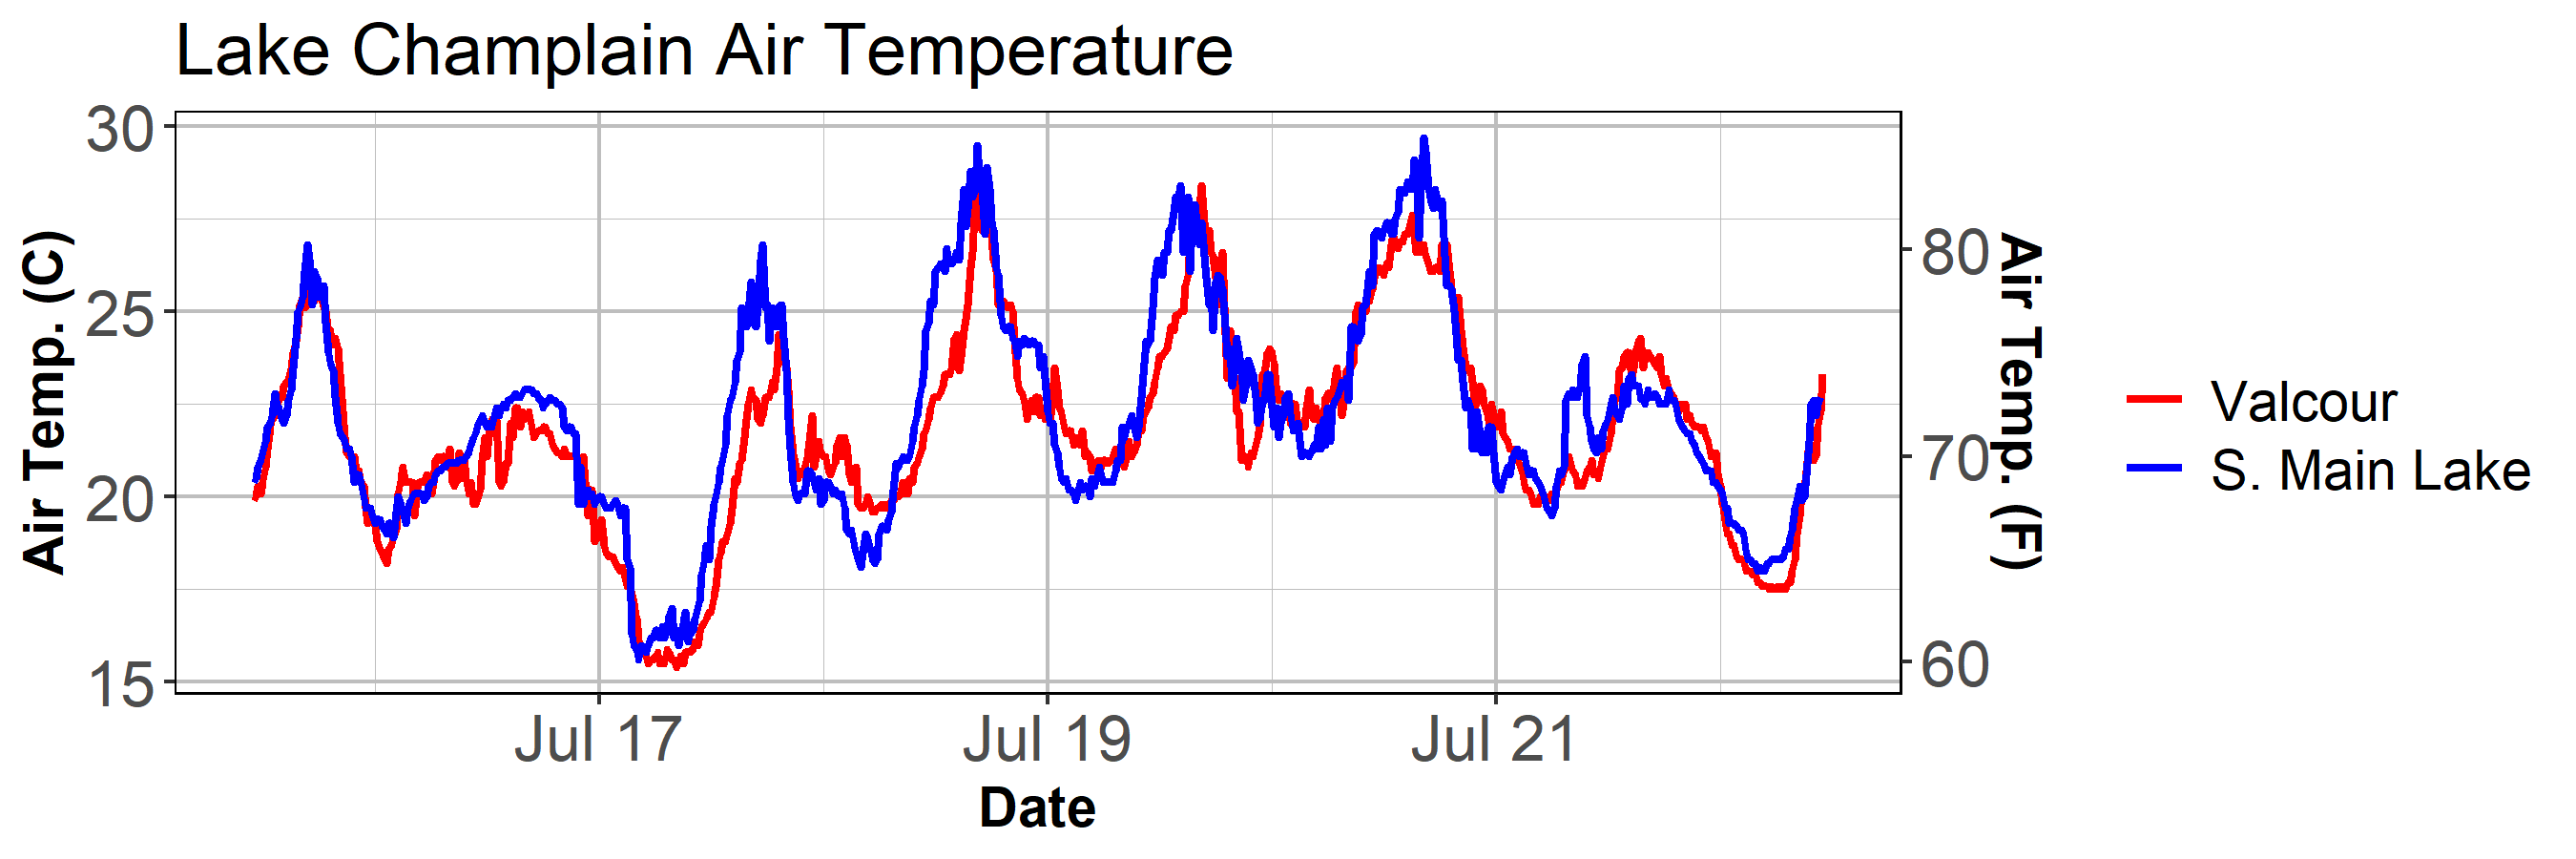 Lake Champlain Air Temperature
30
25
20
15
Air Temp. (C)
80
70
60
Air Temp. (F)
Jul 17
Jul 19
Jul 21
Date
Valcour
S. Main Lake